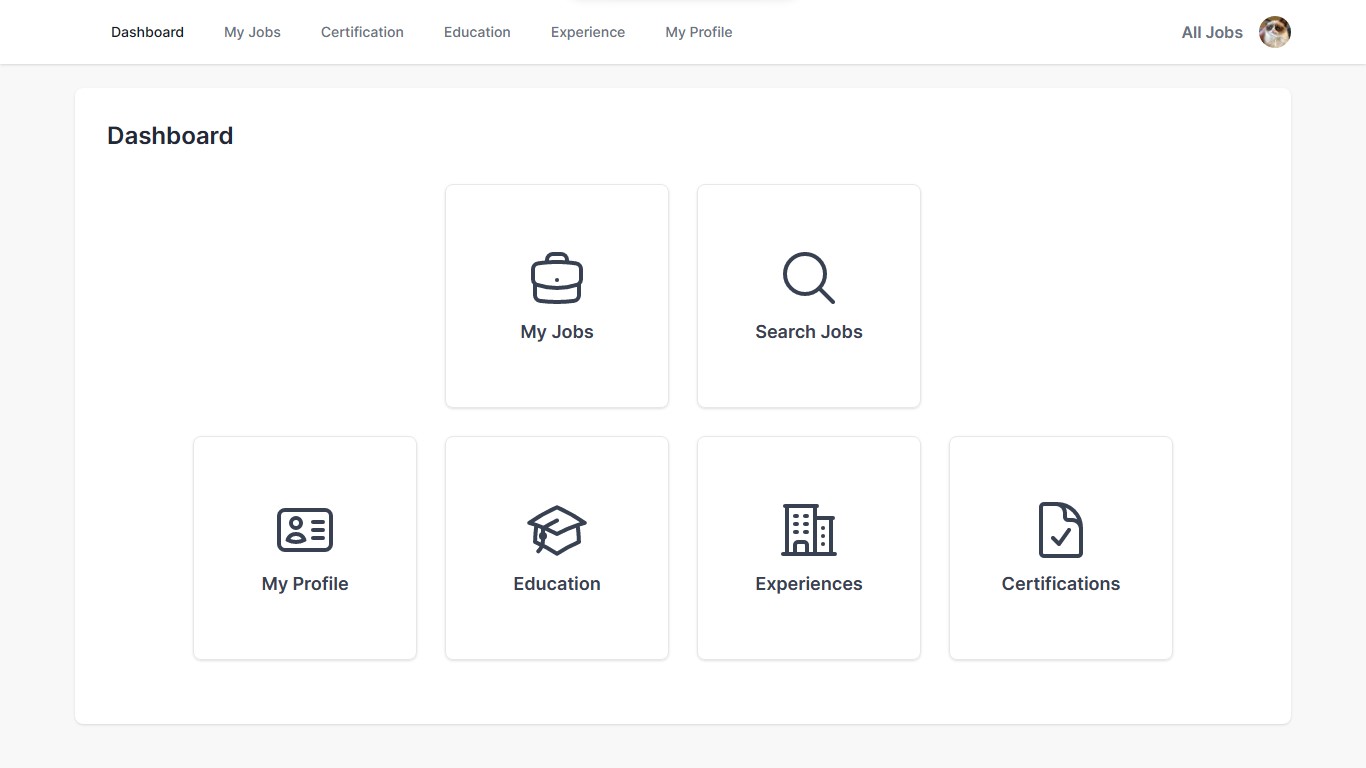 Dashboard My Jobs Certification Education Experience My Profile All Jobs
Dashboard
My Jobs Search Jobs
My Profile Education Experiences Certifications